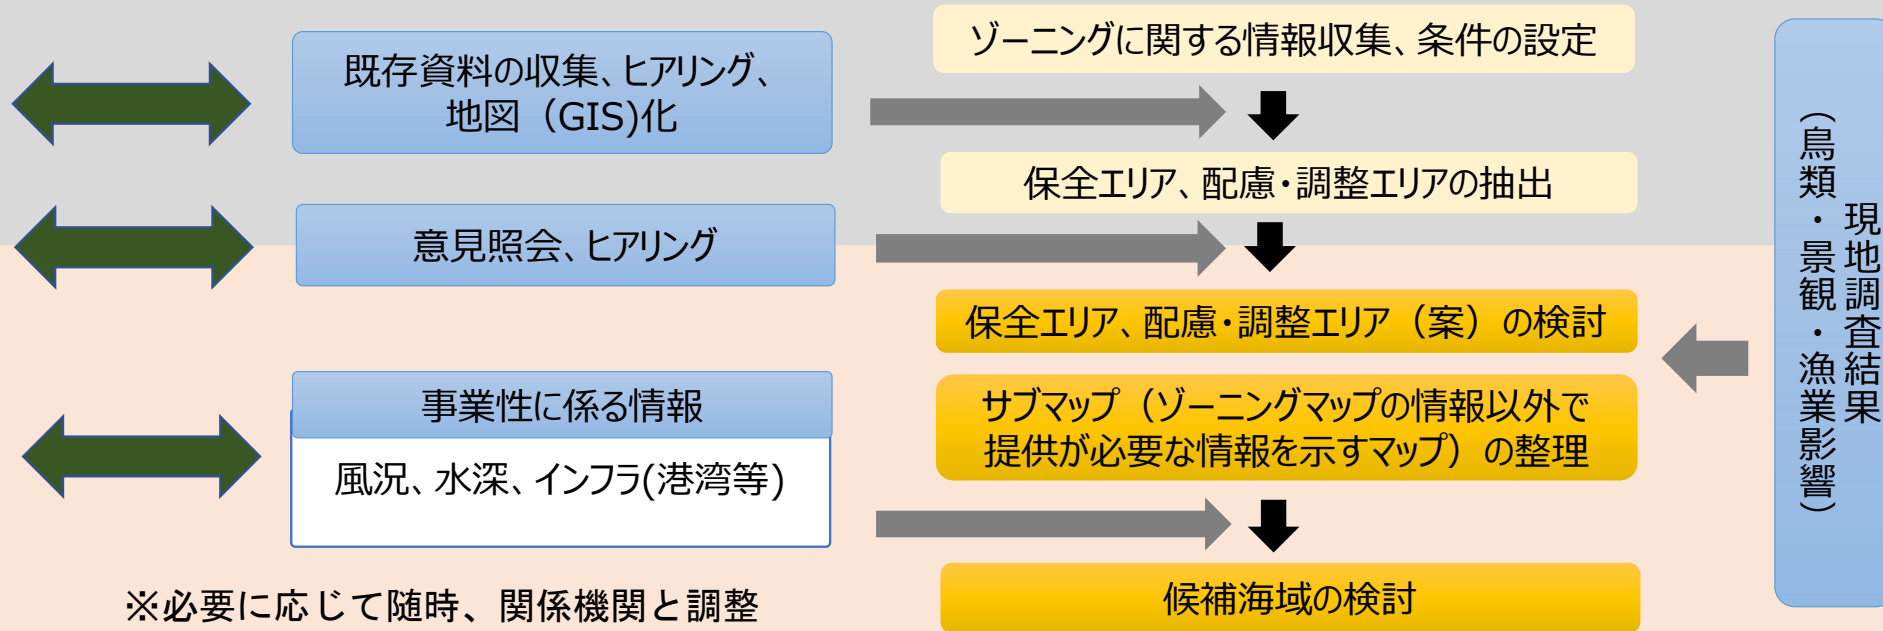 既存資料の収集、ヒアリング、
地図（GIS)化
意見照会、ヒアリング
事業性に係る情報
風況、水深、インフラ(港湾等)
※必要に応じて随時、関係機関と調整
ゾーニングに関する情報収集、条件の設定
保全エリア、配慮・調整エリアの抽出
保全エリア、配慮・調整エリア（案）の検討
サブマップ（ゾーニングマップの情報以外で
提供が必要な情報を示すマップ）の整理
候補海域の検討
現地調査結果
（鳥類・景観・漁業影響）